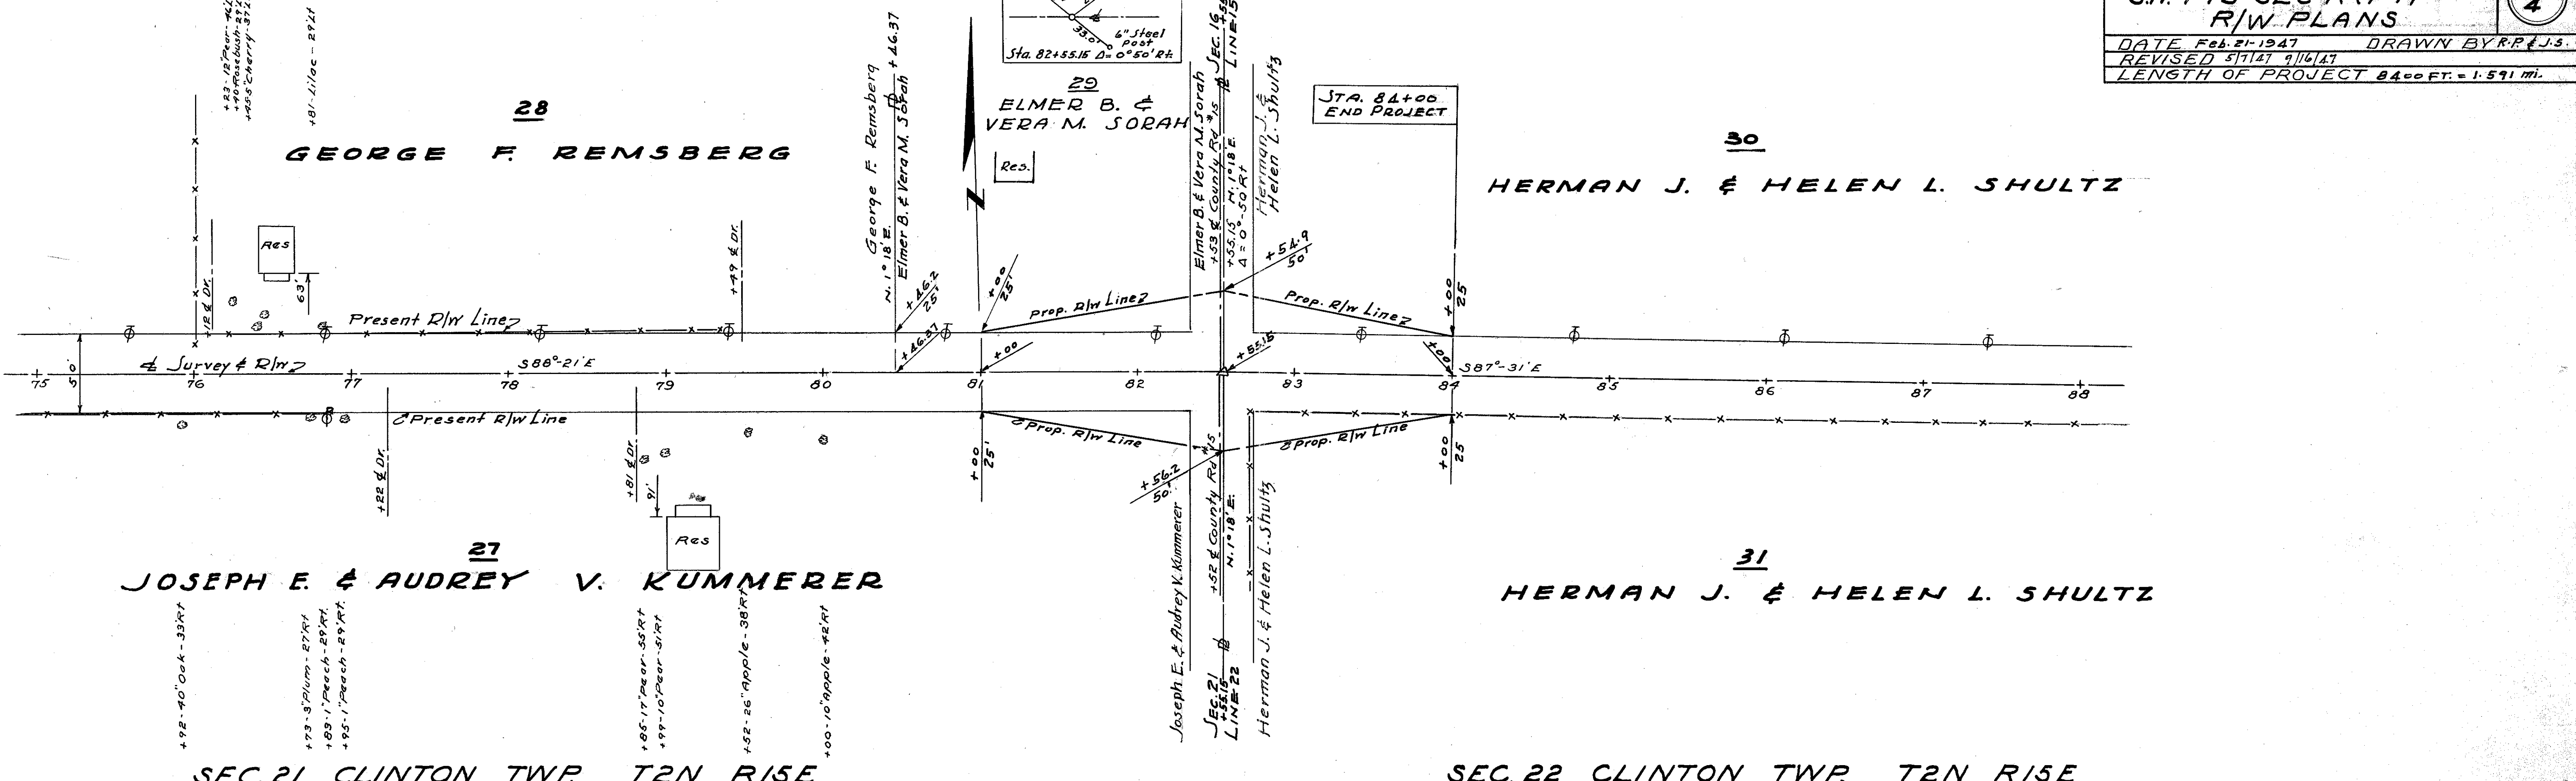 R/W PLANS
4
DATE Feb. 21-1947 DRAWN BY R.P. & J.S.
REVISED 5/7/47 9/16/47
LENGTH OF PROJECT 8400 FT. = 1.591 mi.
+81-Lilac-29'Lt
28
GEORGE F. REMSBERG
George F. Remsberg
N. 1° 18' E.
Elmer B. & Vera M. Sorah
+46.37
33.0'
6" Steel
Post
Sta. 82+55.15 Δ=0°50'Rt
29
ELMER B. &
VERA M. SORAH
Res.
N
Elmer B. & Vera M. Sorah
+53 ℄ County Rd #15
SEC. 16
+55.15 N. 1° 18' E.
LINE 15
Δ = 0°-50' Rt
Herman J. &
Helen L. Shultz
STA. 84+00
END PROJECT
30
HERMAN J. & HELEN L. SHULTZ
Res
63'
+12 ℄ Dr.
+49 ℄ Dr.
+46.2
25'
+00
25'
+54.9
50'
+00
25
Present R/W Line
Prop. R/W Line
Prop. R/W Line
+46.37
+00
+55.15
+00
50'
℄ Survey & R/W
S88°-21'E
S87°-31'E
75 76 77 78 79 80 81 82 83 84 85 86 87 88
Present R/W Line
Prop. R/W Line
Prop. R/W Line
+22 ℄ Dr.
+81 ℄ Dr.
91'
+00
25'
+56.2
50'
+00
25
Res
27
JOSEPH E. & AUDREY V. KUMMERER
Joseph E. & Audrey V. Kummerer
+52 ℄ County Rd #15
N. 1° 18' E.
SEC. 21
+55.15
LINE 22
Herman J. & Helen L. Shultz
31
HERMAN J. & HELEN L. SHULTZ
+92-40"Oak-33'Rt
+73-3"Plum-27'Rt
+83-1"Peach-29'Rt.
+95-1"Peach-29'Rt.
+85-17"Pear-55'Rt
+99-10"Pear-51'Rt
+52-26"Apple-38'Rt
+00-10"Apple-42'Rt
SEC. 21 CLINTON TWP. T2N R15E
SEC. 22 CLINTON TWP. T2N R15E